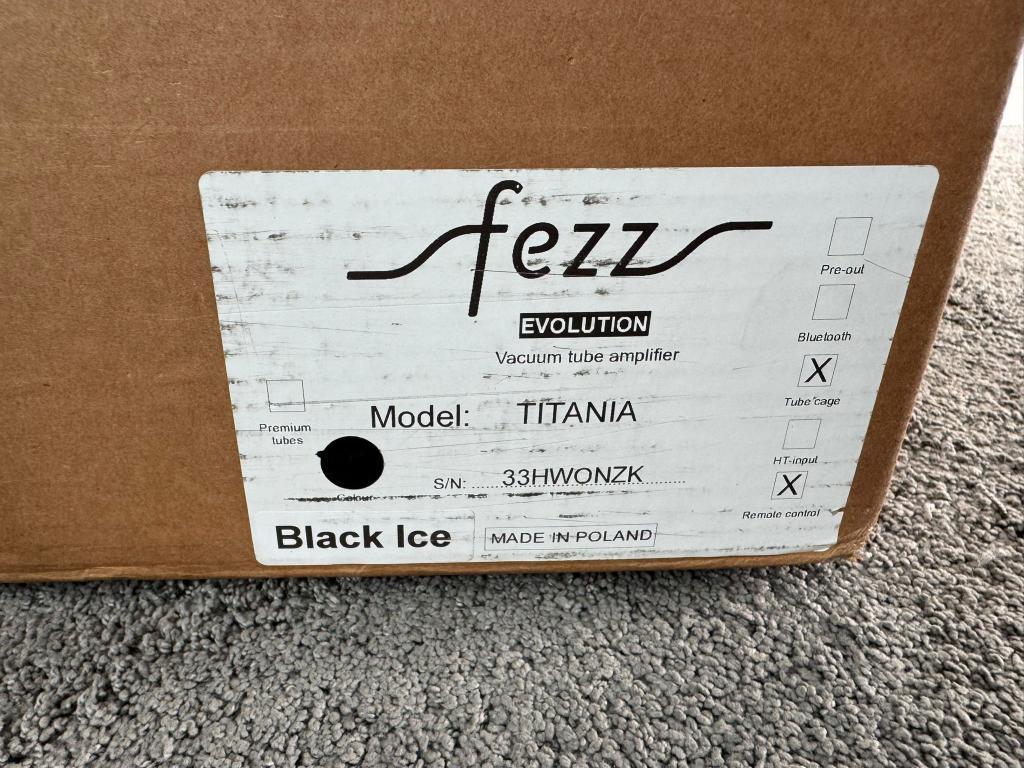 fezz
EVOLUTION
Vacuum tube amplifier
Pre-out
Bluetooth
X
Tube cage
HT-input
X
Remote control
Premium
tubes
Model: TITANIA
Colour
S/N: 33HWONZK
Black Ice
MADE IN POLAND